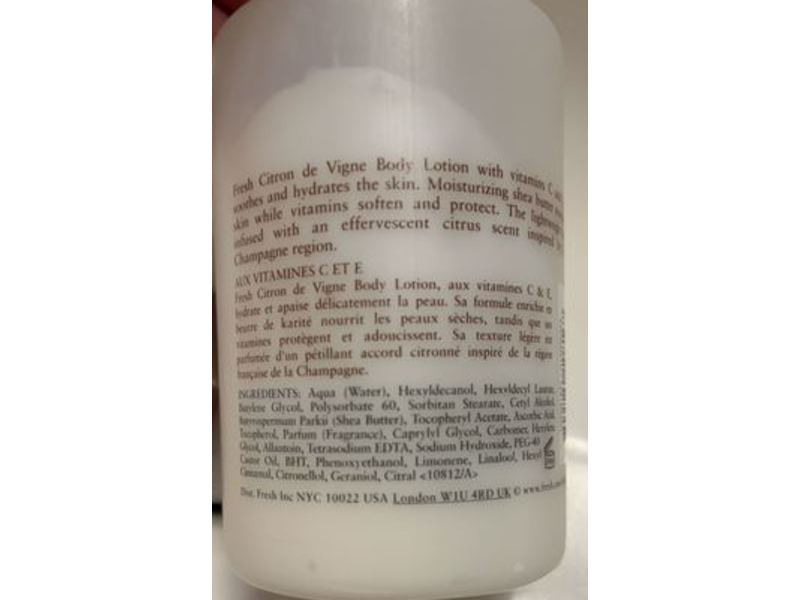 Fresh Citron de Vigne Body Lotion with vitamins C
soothes and hydrates the skin. Moisturizing shea butter
skin while vitamins soften and protect. The lightweight
infused with an effervescent citrus scent inspired
Champagne region.
AUX VITAMINES C ET E
Fresh Citron de Vigne Body Lotion, aux vitamines C & E,
hydrate et apaise délicatement la peau. Sa formule enrichie
beurre de karité nourrit les peaux sèches, tandis que
vitamines protègent et adoucissent. Sa texture légère
parfumée d'un pétillant accord citronné inspiré de la région
française de la Champagne.
INGREDIENTS: Aqua (Water), Hexyldecanol, Hexyldecyl Laurate,
Butylene Glycol, Polysorbate 60, Sorbitan Stearate, Cetyl Alcohol,
Butyrospermum Parkii (Shea Butter), Tocopheryl Acetate, Ascorbic Acid,
Tocopherol, Parfum (Fragrance), Caprylyl Glycol, Carbomer, Hexylene
Glycol, Allantoin, Tetrasodium EDTA, Sodium Hydroxide, PEG-40
Castor Oil, BHT, Phenoxyethanol, Limonene, Linalool, Hexyl
Cinnamal, Citronellol, Geraniol, Citral <10812/A>
Dist. Fresh Inc NYC 10022 USA London W1U 4RD UK © www.fresh.com